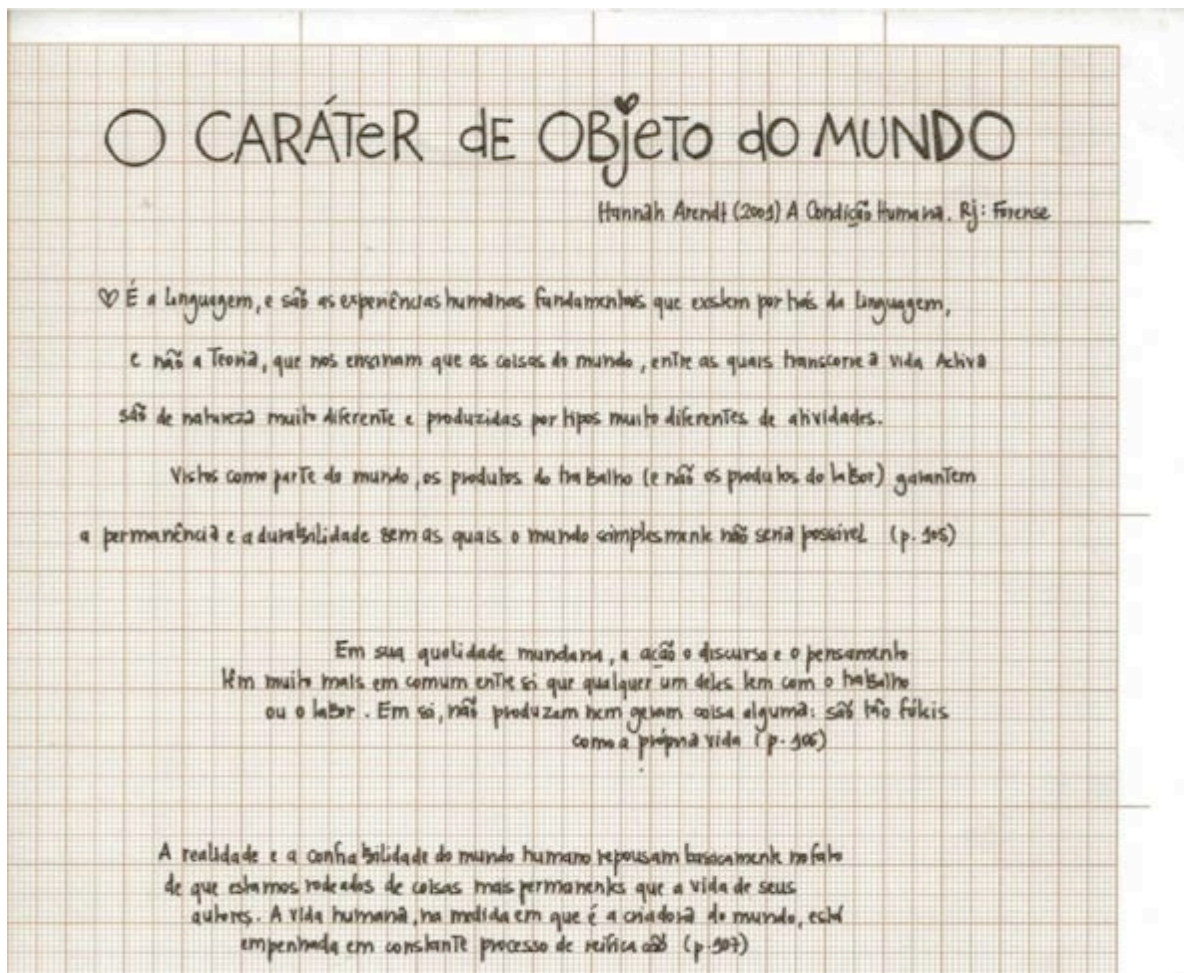 O CARÁTeR dE OBjeTo do MUNDO
Hannah Arendt (2001) A Condição Humana. Rj: Forense
♡ É a Linguagem, e são as experiências humanas fundamentais que existem por trás da linguagem,
e não a Teoria, que nos ensinam que as coisas do mundo, entre as quais transcorre a vida Activa
são de natureza muito diferente e produzidas por tipos muito diferentes de atividades.
Vistos como parte do mundo, os produtos do traBalho (e não os produtos do laBor) garantem
a permanência e a duraBilidade sem as quais o mundo simplesmente não seria possível (p. 105)
Em sua qualidade mundana, a ação o discurso e o pensamento
têm muito mais em comum entre si que qualquer um deles tem com o traBalho
ou o laBor. Em si, não produzem nem geram coisa alguma: são tão fúteis
como a própria vida (p. 106)
A realidade e a confiaBilidade do mundo humano repousam basicamente no fato
de que estamos rodeados de coisas mais permanentes que a vida de seus
autores. A vida humana, na medida em que é a criadora do mundo, está
empenhada em constante processo de reificação (p. 107)